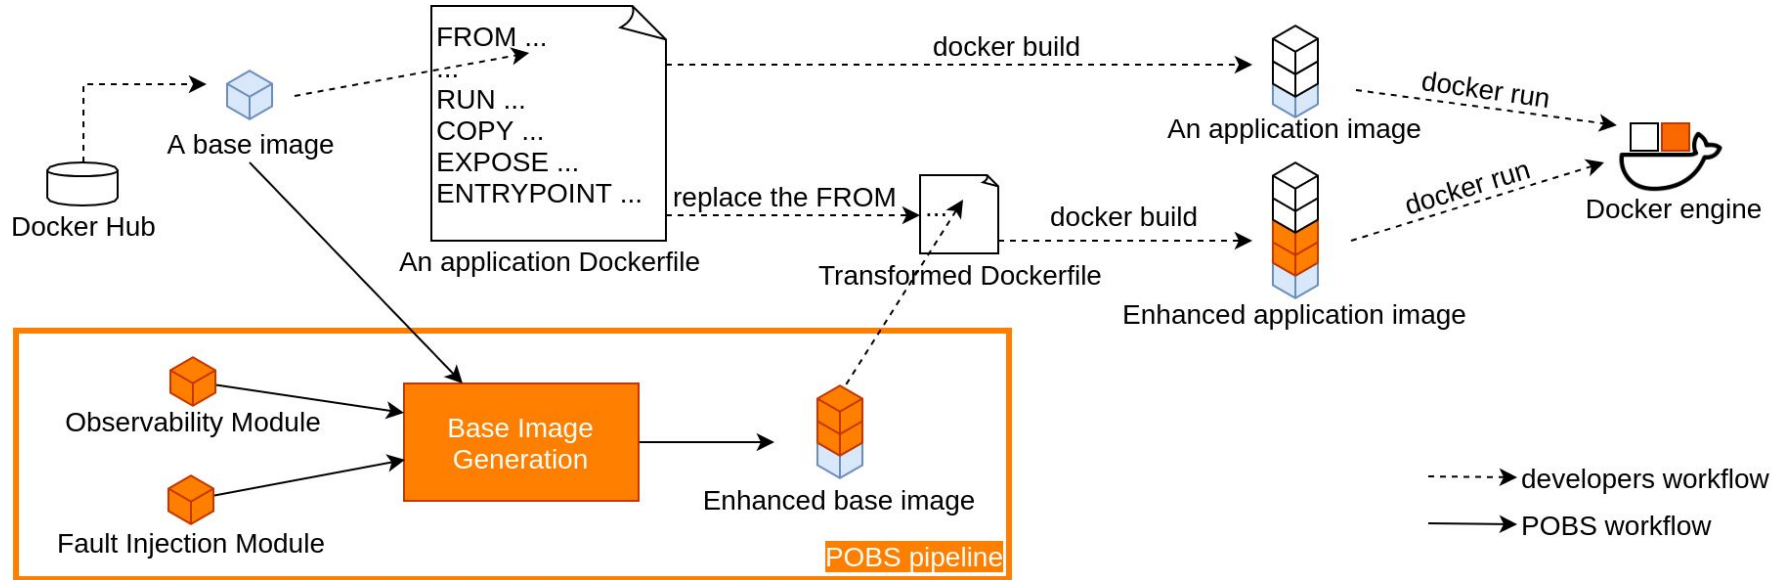 FROM ...
...
RUN ...
COPY ...
EXPOSE ...
ENTRYPOINT ...
An application Dockerfile
A base image
Docker Hub
docker build
An application image
docker run
replace the FROM
...
Transformed Dockerfile
docker build
Enhanced application image
docker run
Docker engine
Observability Module
Fault Injection Module
Base Image
Generation
Enhanced base image
POBS pipeline
developers workflow
POBS workflow